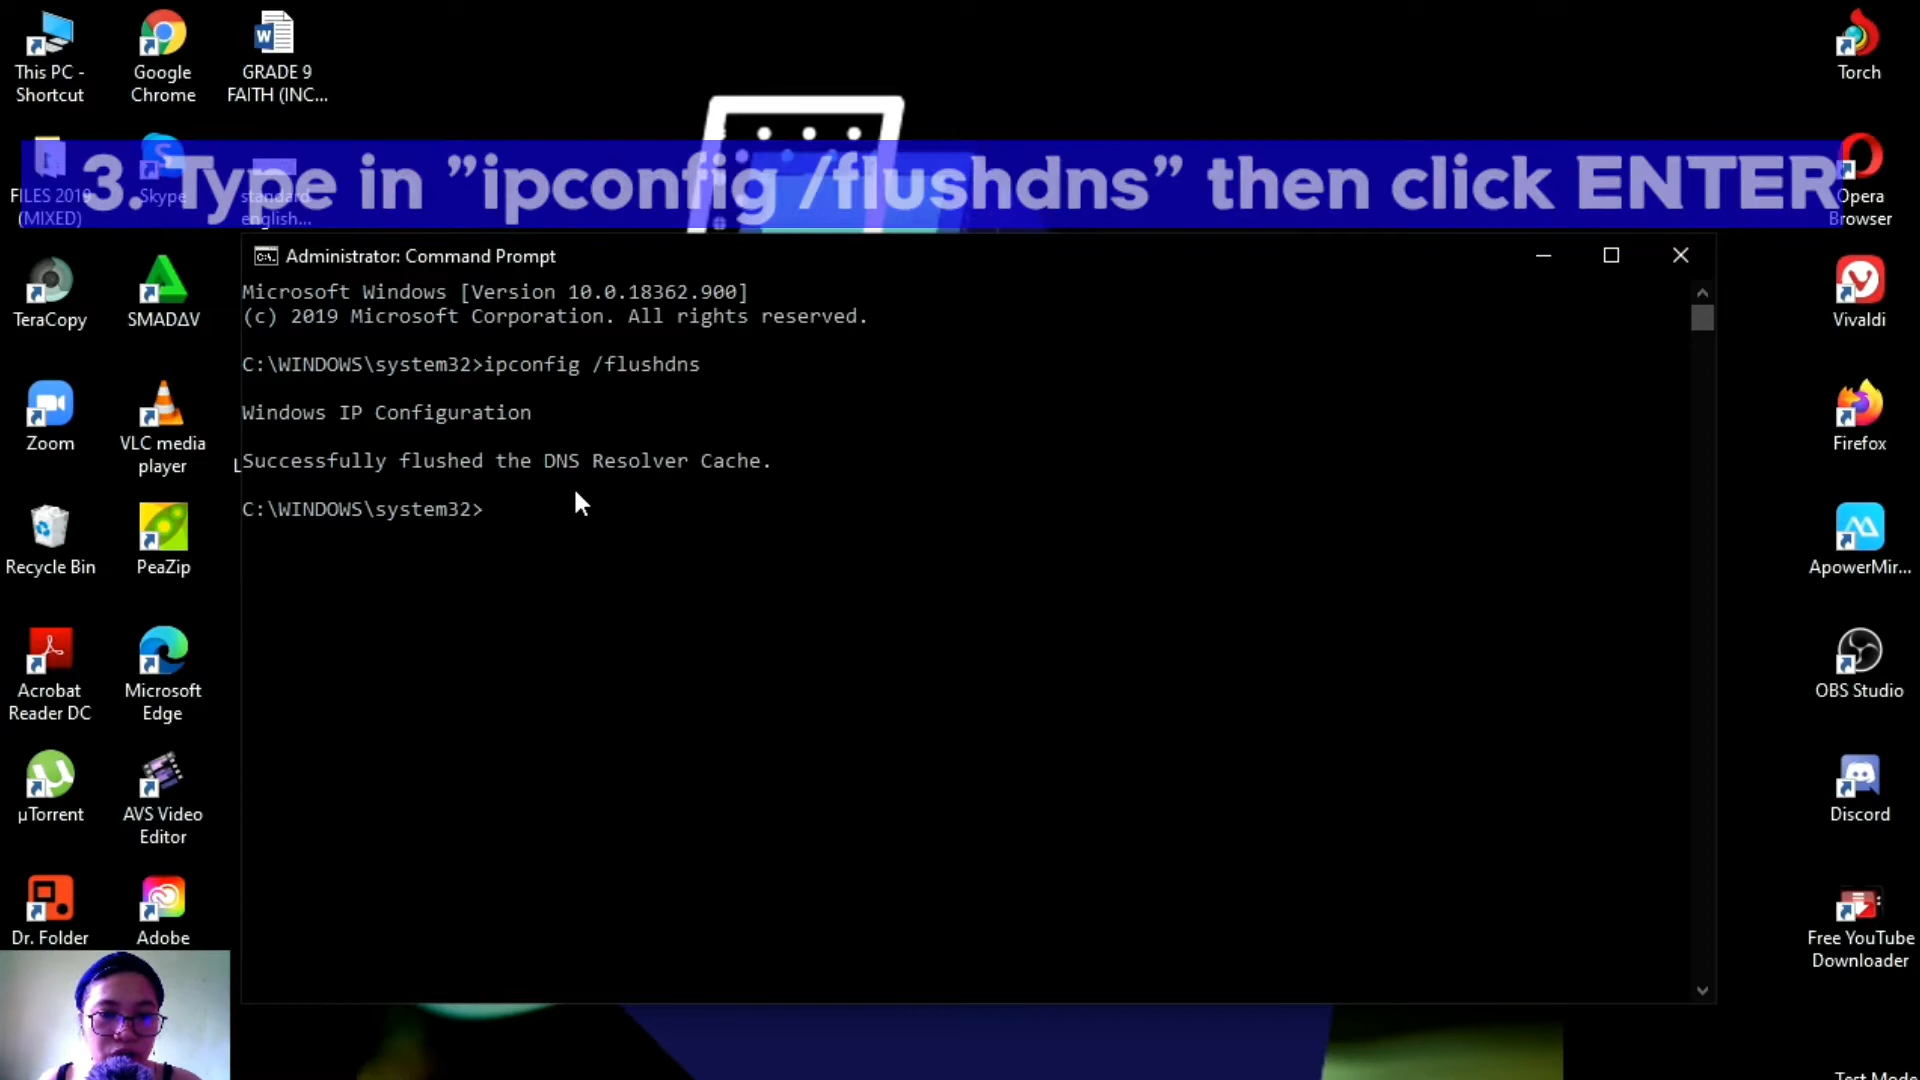 This PC -
Shortcut
Google
Chrome
GRADE 9
FAITH (INC...
Torch
3. Type in ”ipconfig /flushdns” then click ENTER
FILES 2019
(MIXED)
Skype
standard
english...
Opera
Browser
Administrator: Command Prompt
Microsoft Windows [Version 10.0.18362.900]
(c) 2019 Microsoft Corporation. All rights reserved.
C:\WINDOWS\system32>ipconfig /flushdns
Windows IP Configuration
Successfully flushed the DNS Resolver Cache.
C:\WINDOWS\system32>
TeraCopy
SMADΔV
Vivaldi
Zoom
VLC media
player
Firefox
Recycle Bin
PeaZip
ApowerMir...
Acrobat
Reader DC
Microsoft
Edge
OBS Studio
µTorrent
AVS Video
Editor
Discord
Dr. Folder
Adobe
Free YouTube
Downloader
Test Mode